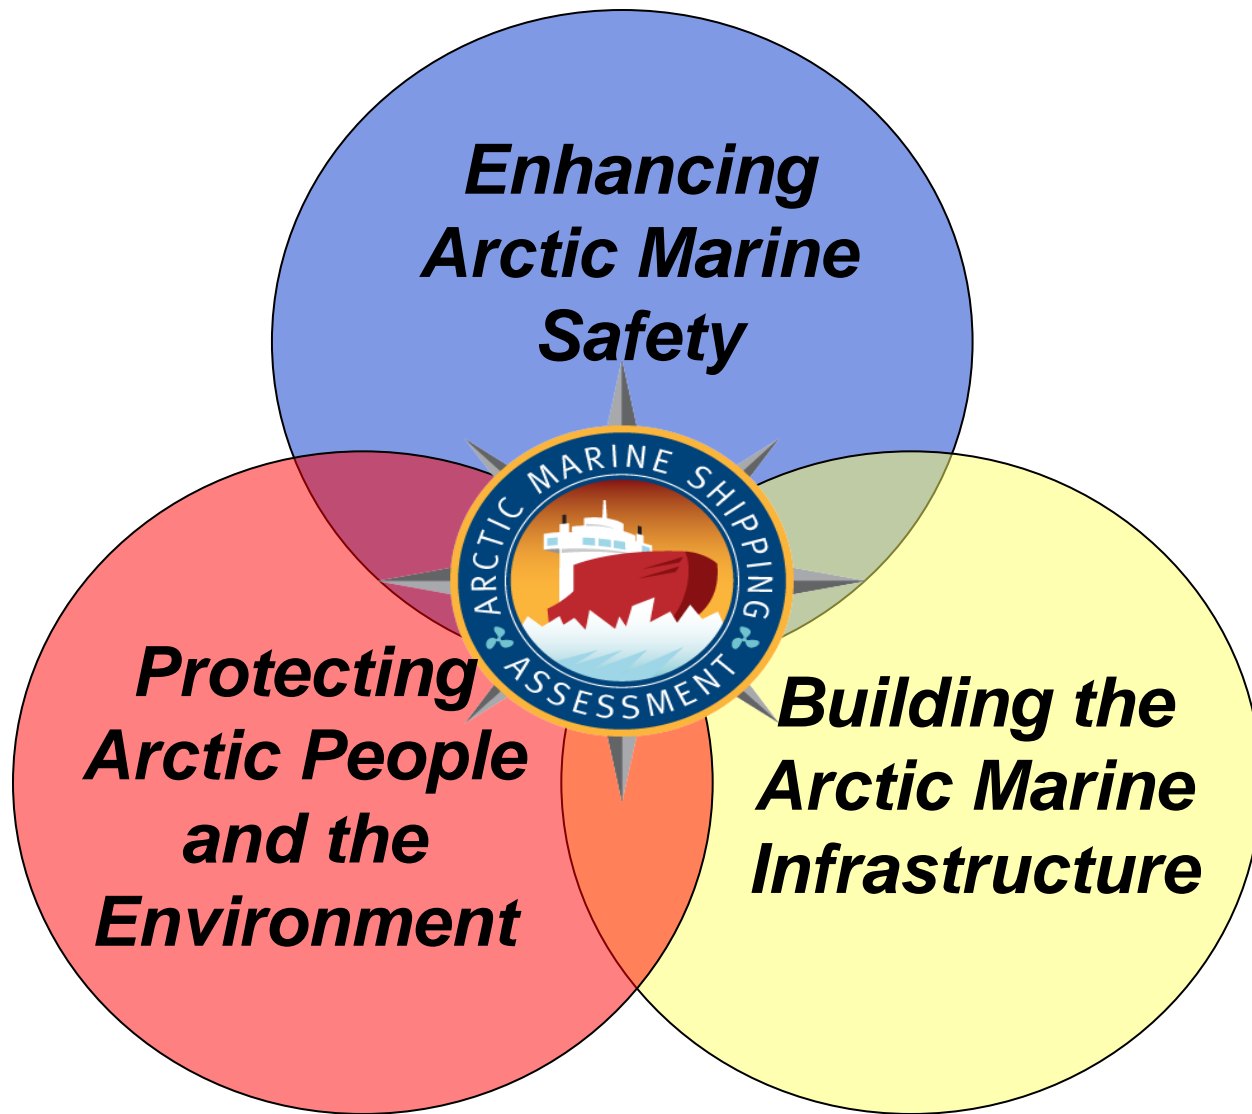 Enhancing
Arctic Marine
Safety
ARCTIC MARINE SHIPPING
ASSESSMENT
Protecting
Arctic People
and the
Environment
Building the
Arctic Marine
Infrastructure